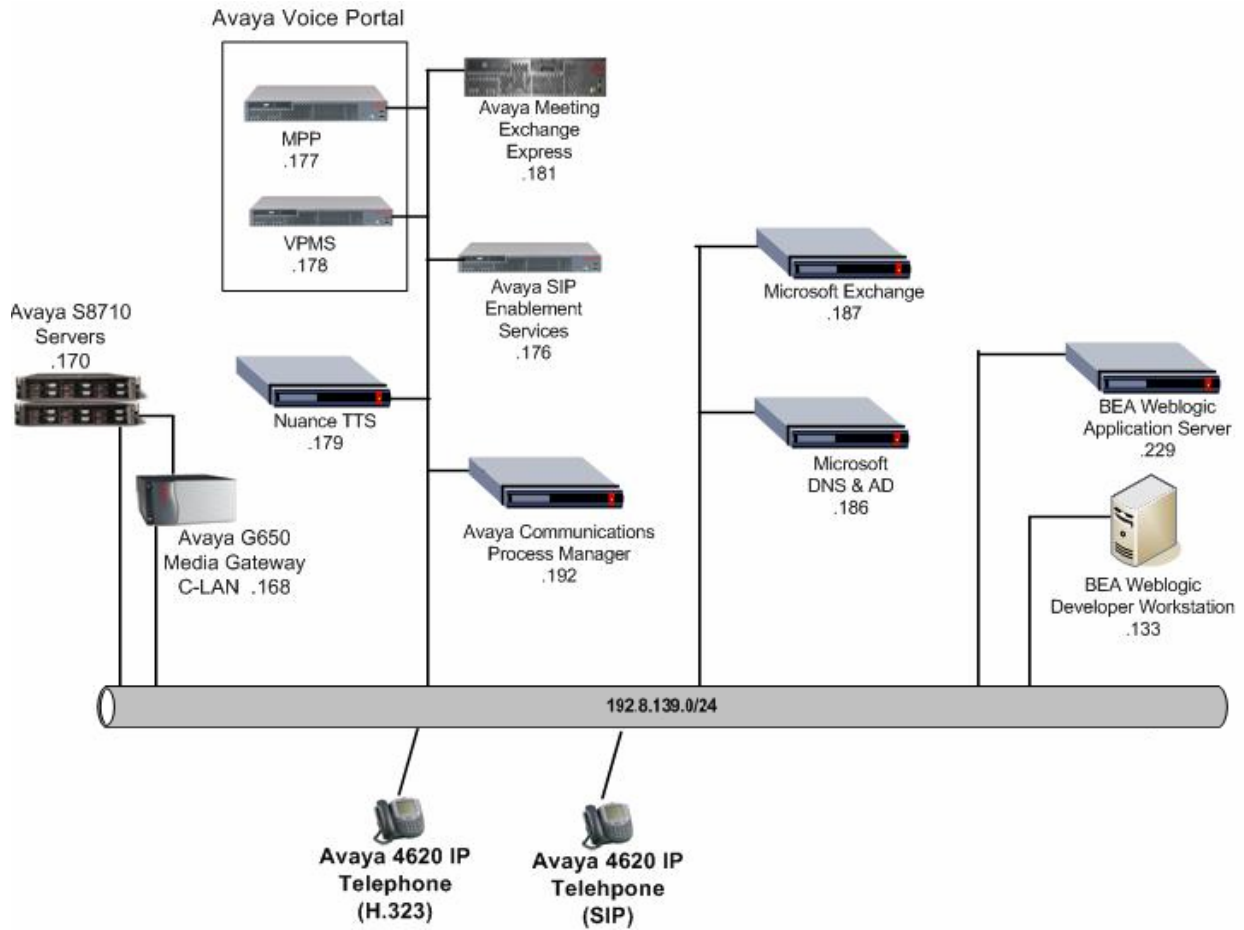 Avaya Voice Portal
MPP
.177
VPMS
.178
Avaya Meeting
Exchange
Express
.181
Avaya SIP
Enablement
Services
.176
Microsoft Exchange
.187
Avaya S8710
Servers
.170
Nuance TTS
.179
BEA Weblogic
Application Server
.229
Microsoft
DNS & AD
.186
Avaya G650
Media Gateway
C-LAN .168
Avaya Communications
Process Manager
.192
BEA Weblogic
Developer Workstation
.133
192.8.139.0/24
Avaya 4620 IP
Telephone
(H.323)
Avaya 4620 IP
Telehpone
(SIP)